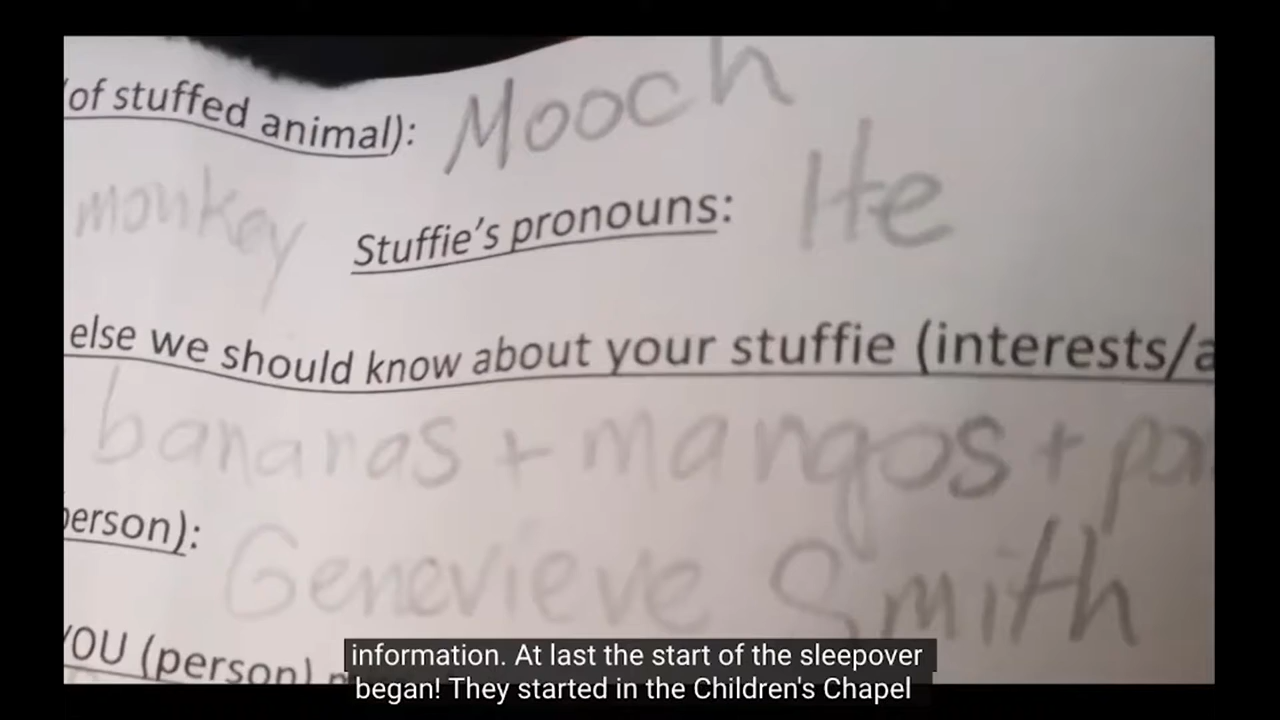 of stuffed animal): Mooch
monkey Stuffie's pronouns: He
else we should know about your stuffie (interests/a
bananas + mangos +
person): Genevieve Smith
YOU (person)
information. At last the start of the sleepover
began! They started in the Children's Chapel